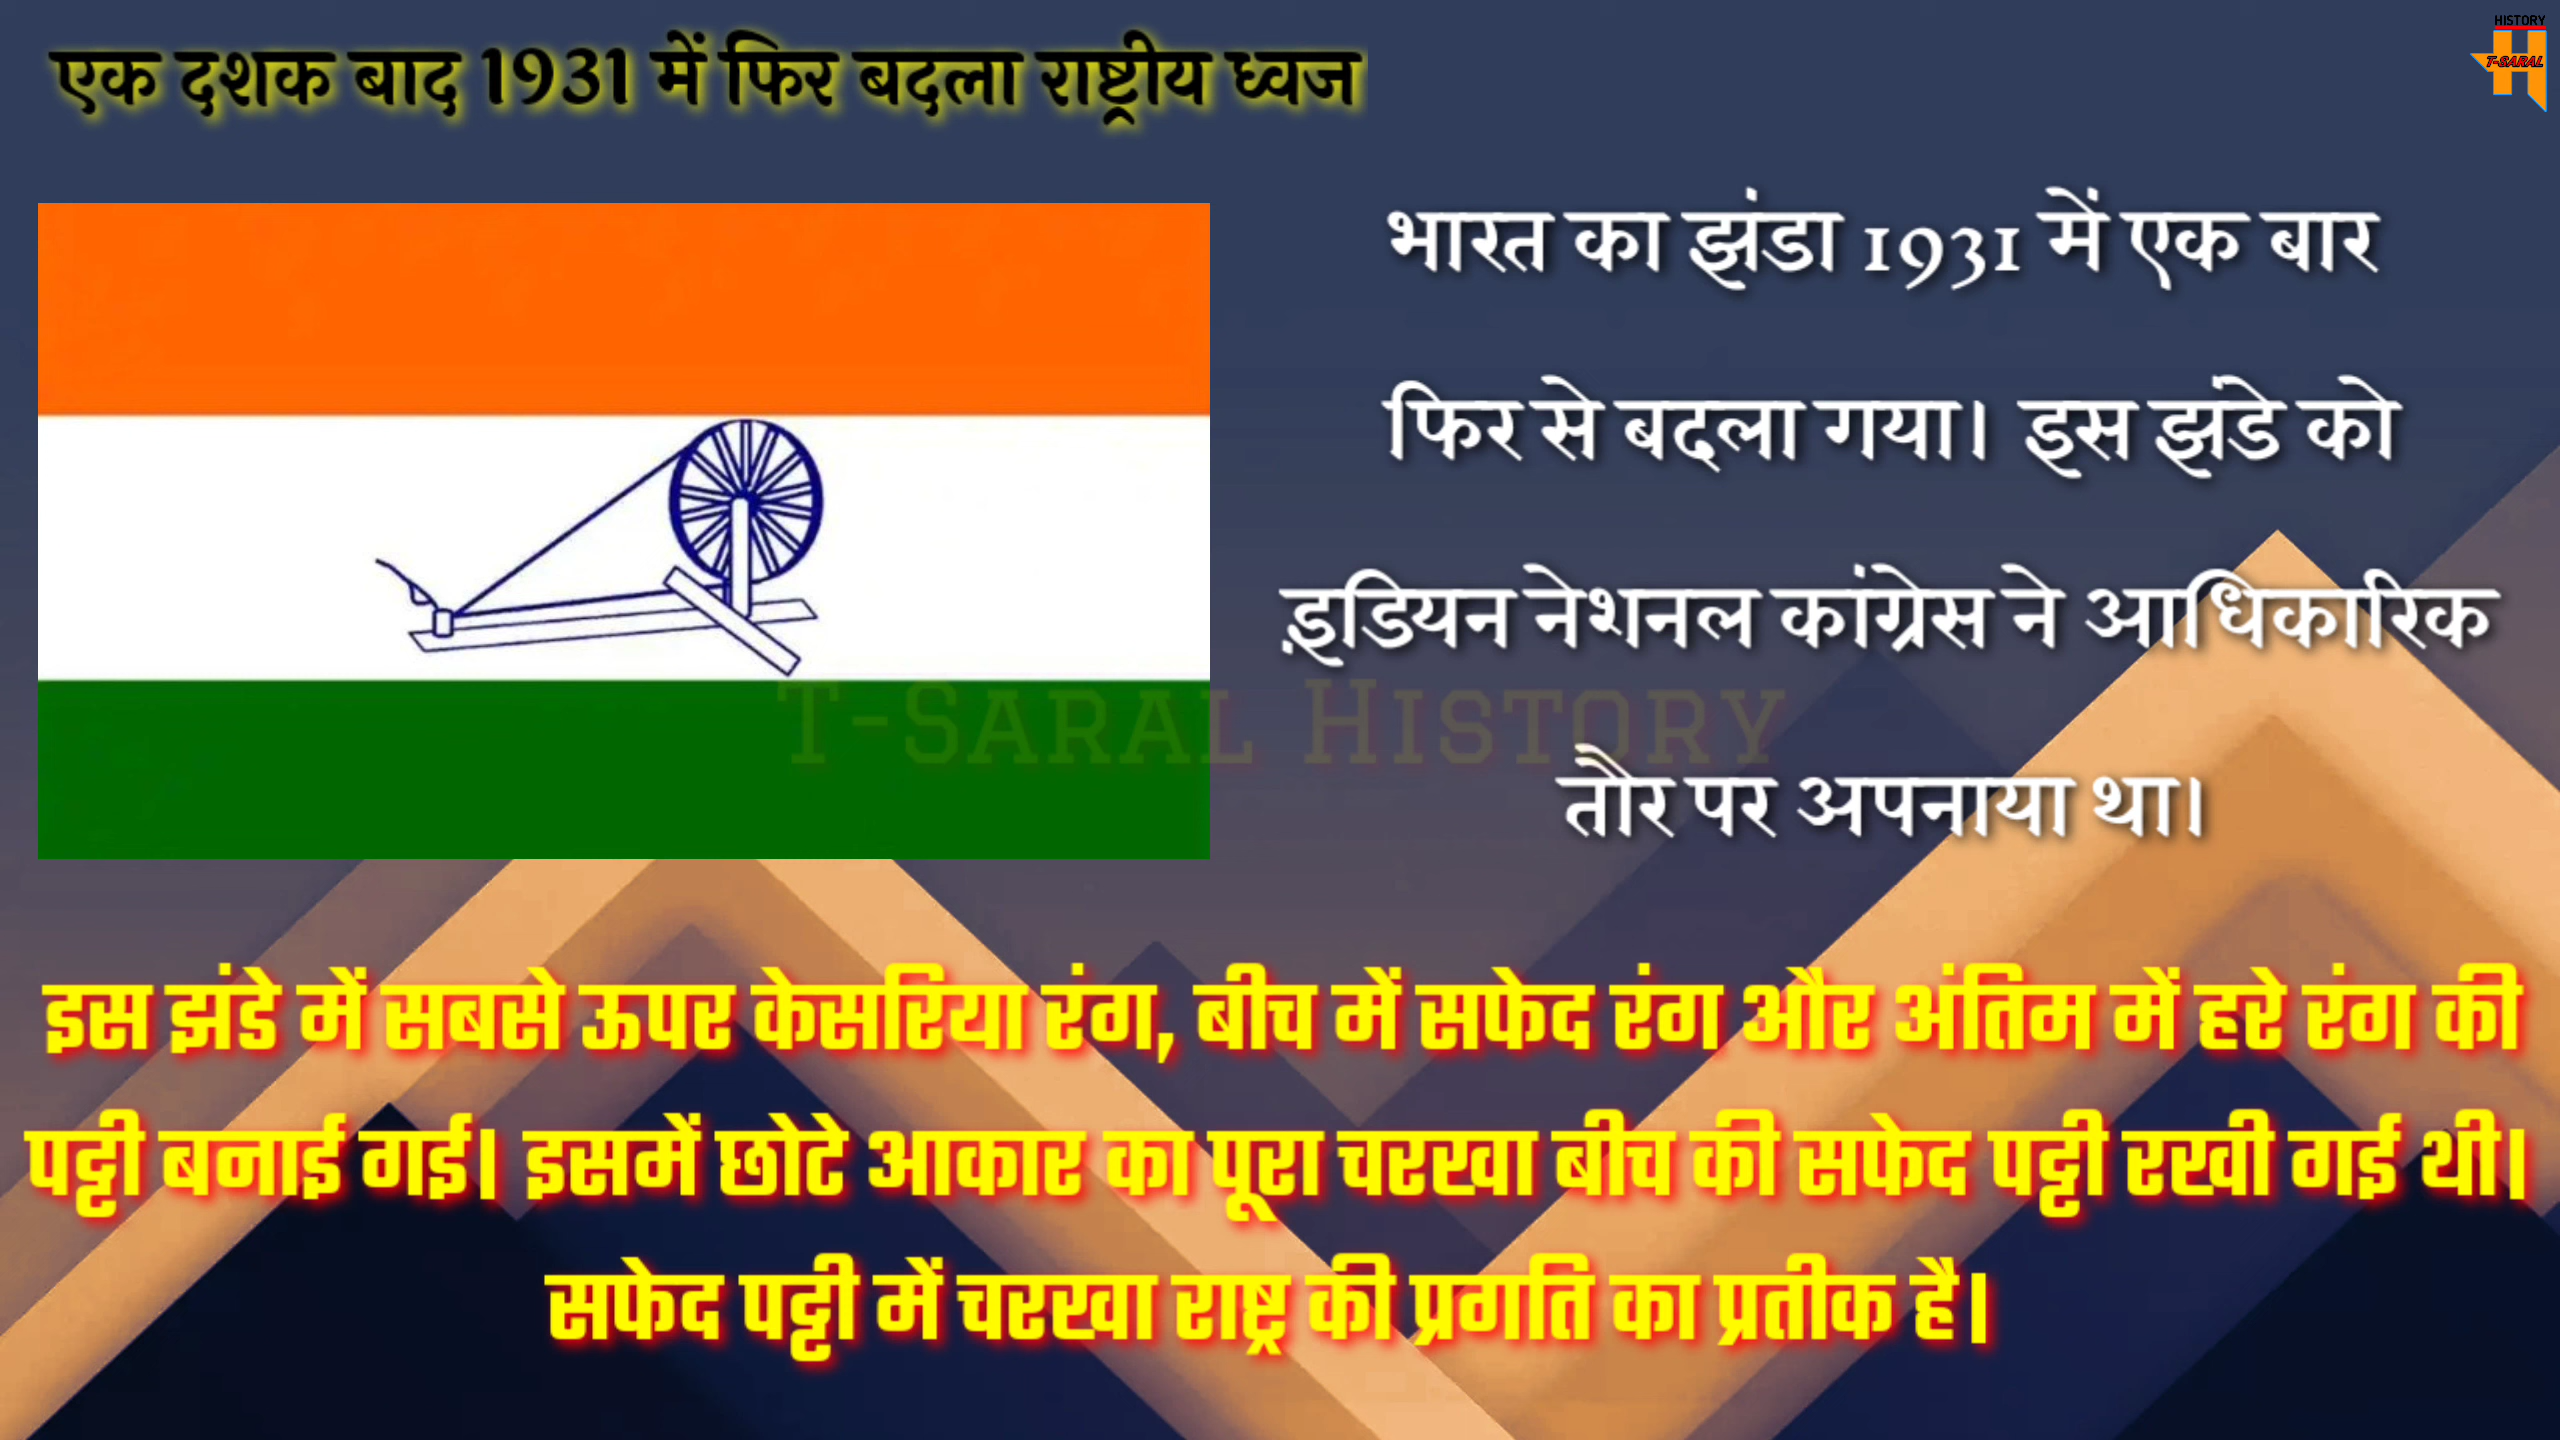 एक दशक बाद 1931 में फिर बदला राष्ट्रीय ध्वज
HISTORY
T-SARAL
भारत का झंडा 1931 में एक बार
फिर से बदला गया। इस झंडे को
इ़ंडियन नेशनल कांग्रेस ने आधिकारिक
तौर पर अपनाया था।
T-SARAL HISTORY
इस झंडे में सबसे ऊपर केसरिया रंग, बीच में सफेद रंग और अंतिम में हरे रंग की
पट्टी बनाई गई। इसमें छोटे आकार का पूरा चरखा बीच की सफेद पट्टी रखी गई थी।
सफेद पट्टी में चरखा राष्ट्र की प्रगति का प्रतीक है।